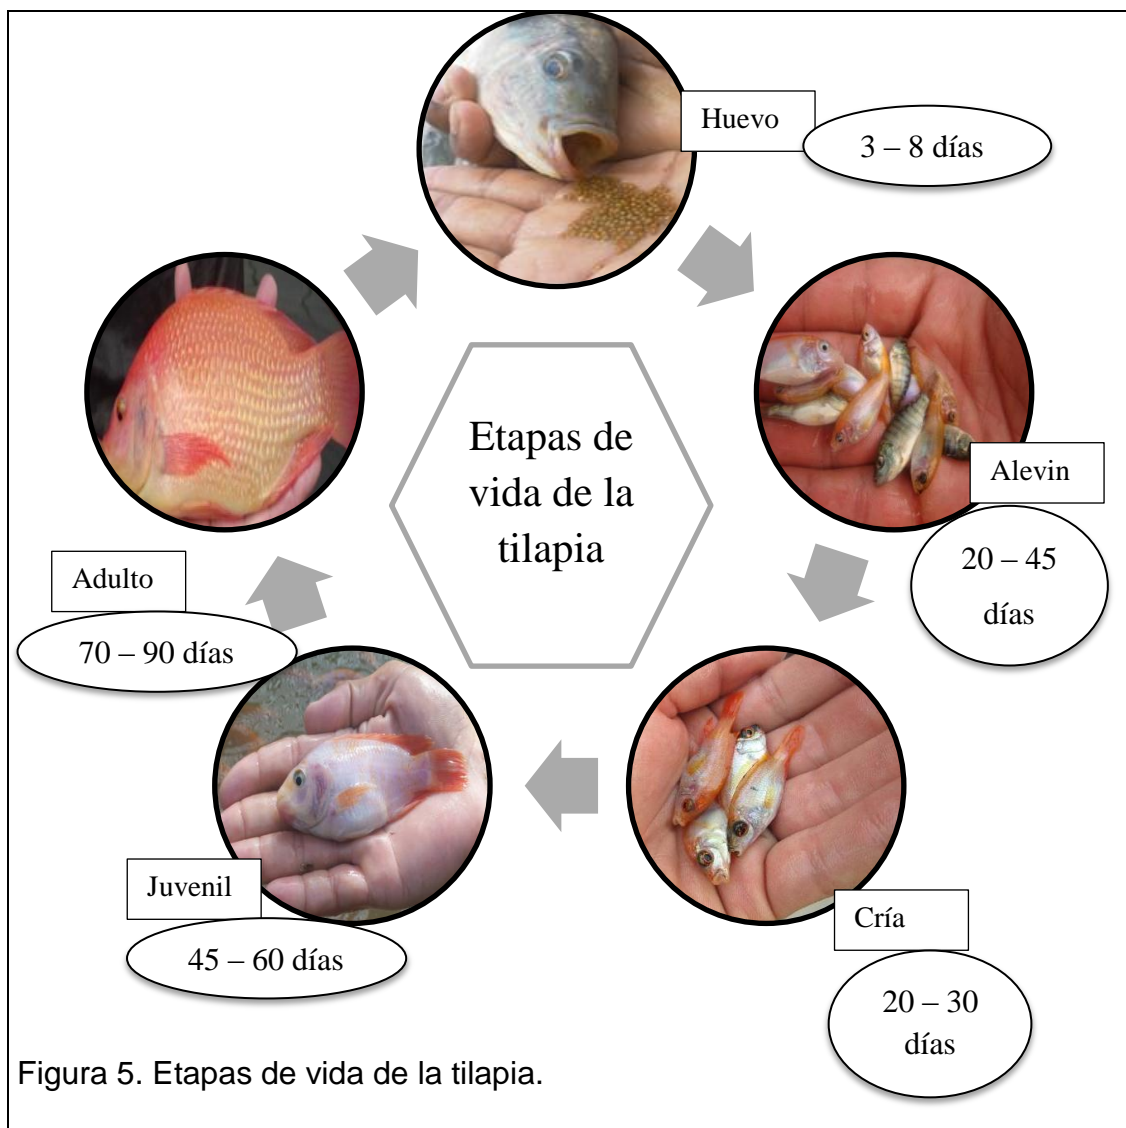 Huevo
3 – 8 días
Alevin
20 – 45
días
Cría
20 – 30
días
Juvenil
45 – 60 días
Adulto
70 – 90 días
Etapas de
vida de la
tilapia
Figura 5. Etapas de vida de la tilapia.